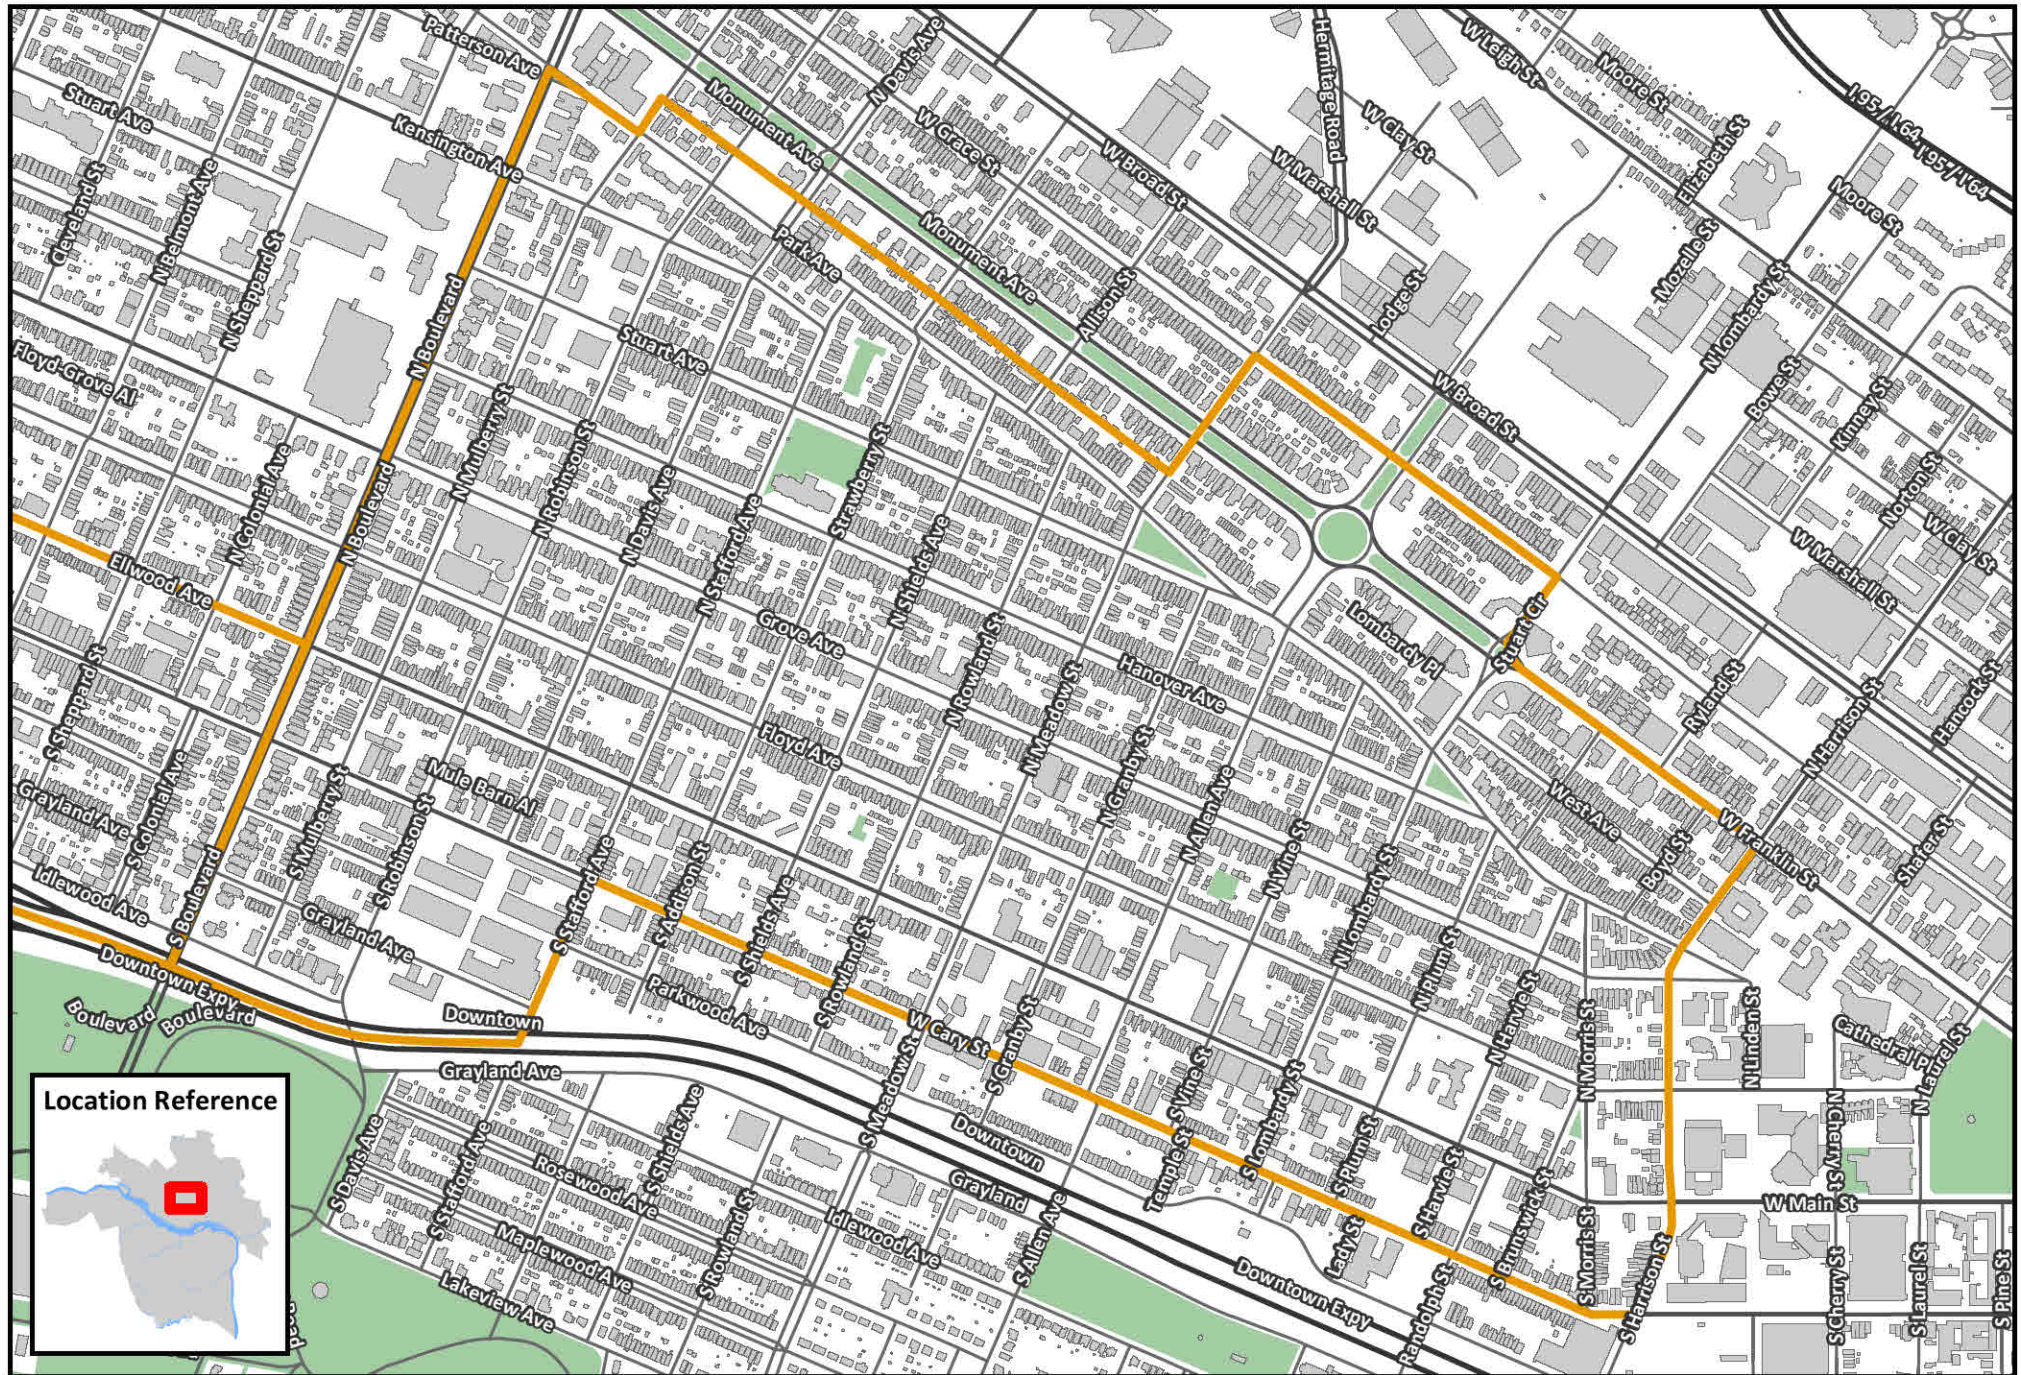 Patterson Ave
Stuart Ave
Kensington Ave
Monument Ave
N Davis Ave
W Grace St
W Broad St
Hermitage Road
W Clay St
W Marshall St
W Leigh St
Moore St
I 95 / I 64
I 95 / I 64
Elizabeth St
Moore St
Cleveland St
N Belmont Ave
N Sheppard St
N Boulevard
Park Ave
Monument Ave
Allison St
Lodge St
Mozelle St
N Lombardy St
Floyd-Grove Al
Stuart Ave
W Broad St
Bowe St
Kinney St
N Mulberry St
N Robinson St
N Colonial Ave
N Boulevard
N Davis Ave
Strawberry St
N Stafford Ave
N Shields Ave
Norton St
W Clay St
W Marshall St
Ellwood Ave
Grove Ave
N Rowland St
Hanover Ave
Lombardy Pl
Stuart Cir
Ryland St
N Harrison St
Hancock St
S Sheppard St
Grayland Ave
S Colonial Ave
S Mulberry St
S Robinson St
Mule Barn Al
Floyd Ave
N Meadow St
N Granby St
N Allen Ave
N Vine St
West Ave
Boyd St
W Franklin St
Shafer St
Idlewood Ave
S Boulevard
Grayland Ave
S Stafford Ave
S Addison St
S Shields Ave
S Rowland St
N Lombardy St
N Plum St
N Harvie St
N Morris St
N Linden St
Cathedral Pl
N Laurel St
Downtown Expy
Boulevard
Boulevard
Downtown
Parkwood Ave
W Cary St
S Meadow St
S Granby St
Grayland Ave
Downtown
Grayland
S Vine St
Temple St
S Lombardy St
S Plum St
S Harvie St
S Brunswick St
N Cherry St
W Main St
Location Reference
S Davis Ave
S Stafford Ave
S Shields Ave
Rosewood Ave
Maplewood Ave
S Rowland St
Idlewood Ave
S Allen Ave
Lakeview Ave
Downtown Expy
Lady St
Randolph St
S Morris St
S Harrison St
S Cherry St
S Laurel St
S Pine St